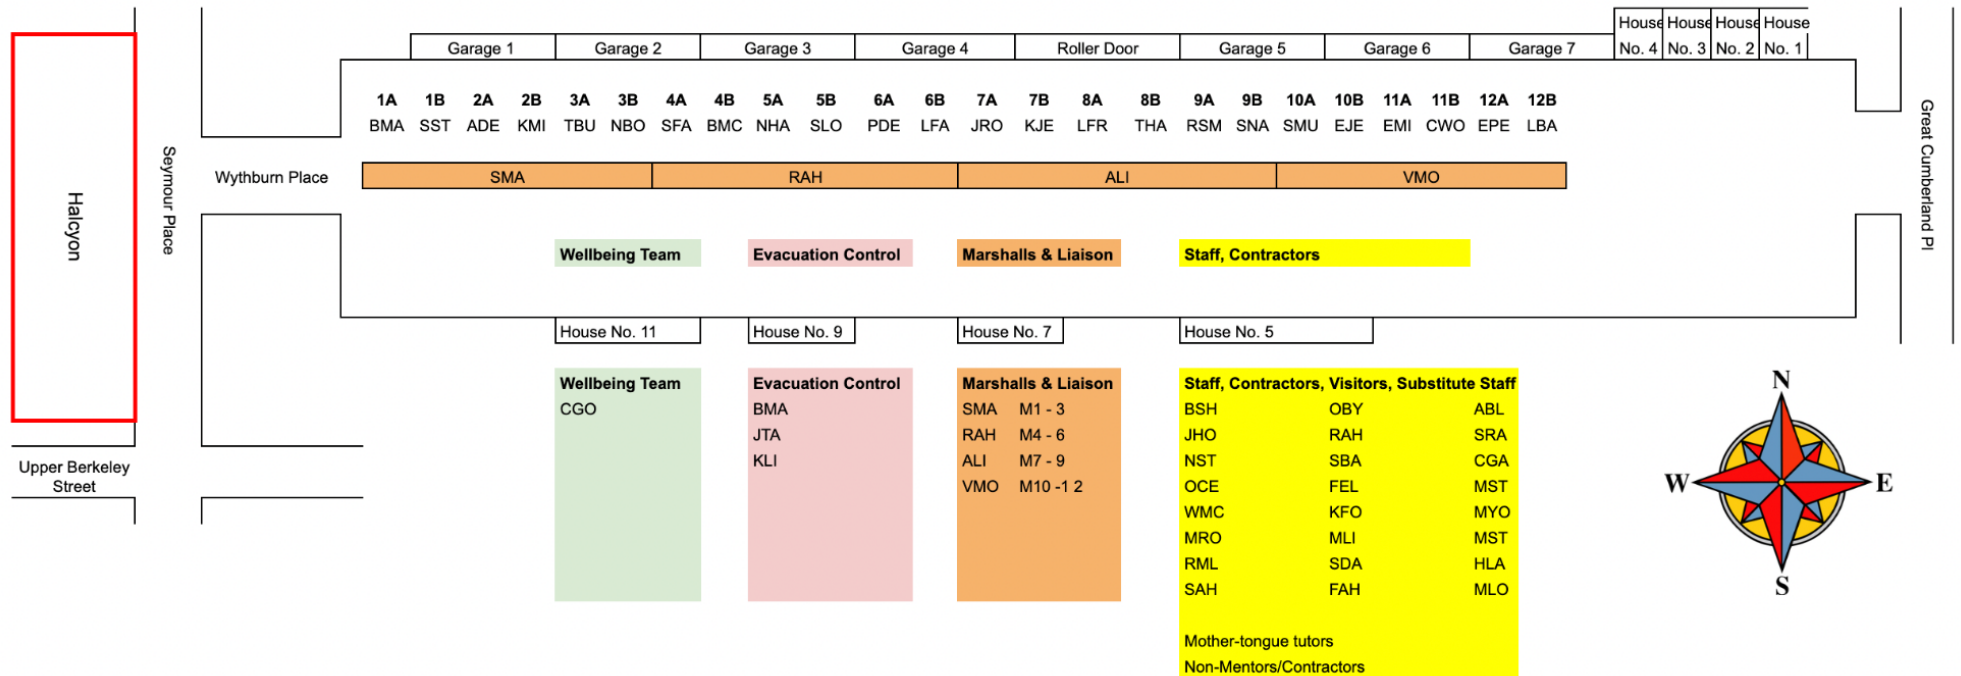 House House House House
Garage 1 Garage 2 Garage 3 Garage 4 Roller Door Garage 5 Garage 6 Garage 7 No. 4 No. 3 No. 2 No. 1
1A 1B 2A 2B 3A 3B 4A 4B 5A 5B 6A 6B 7A 7B 8A 8B 9A 9B 10A 10B 11A 11B 12A 12B
BMA SST ADE KMI TBU NBO SFA BMC NHA SLO PDE LFA JRO KJE LFR THA RSM SNA SMU EJE EMI CWO EPE LBA
Halcyon
Seymour Place
Wythburn Place
SMA RAH ALI VMO
Great Cumberland Pl
Wellbeing Team Evacuation Control Marshalls & Liaison Staff, Contractors
House No. 11 House No. 9 House No. 7 House No. 5
Upper Berkeley
Street
Wellbeing Team
CGO
Evacuation Control
BMA
JTA
KLI
Marshalls & Liaison
SMA M1 - 3
RAH M4 - 6
ALI M7 - 9
VMO M10 -1 2
Staff, Contractors, Visitors, Substitute Staff
BSH OBY ABL
JHO RAH SRA
NST SBA CGA
OCE FEL MST
WMC KFO MYO
MRO MLI MST
RML SDA HLA
SAH FAH MLO
Mother-tongue tutors
Non-Mentors/Contractors
N
W E
S